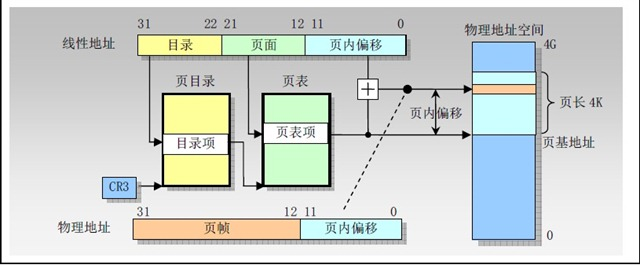 31 22 21 12 11 0
线性地址 目录 页面 页内偏移
物理地址空间
4G
页目录 页表
页长 4K
页内偏移
目录项 页表项
页基地址
CR3
31 12 11 0
物理地址 页帧 页内偏移
0